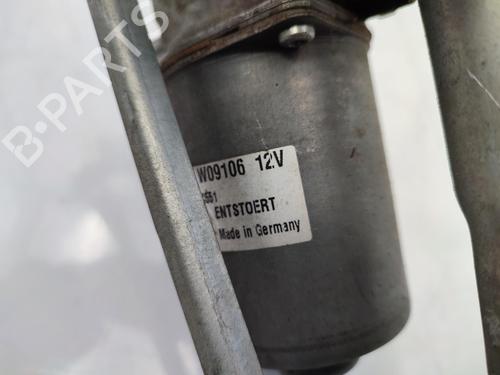 B-PARTS
W09106 12V
ENTSTOERT
Made in Germany